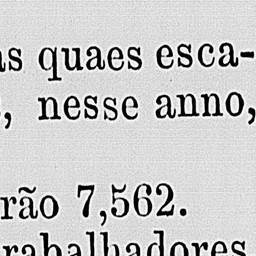 as quaes esca-
, nesse anno,
rão 7,562.
rabalhadores